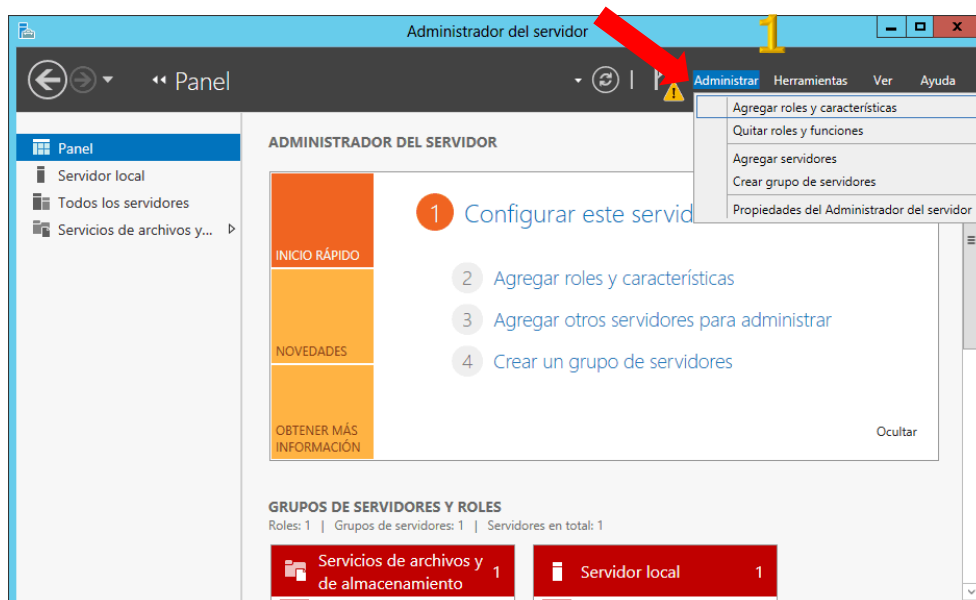 Administrador del servidor
1
Panel
Administrar Herramientas Ver Ayuda
Agregar roles y características
Quitar roles y funciones
Agregar servidores
Crear grupo de servidores
Propiedades del Administrador del servidor
Panel
Servidor local
Todos los servidores
Servicios de archivos y...
ADMINISTRADOR DEL SERVIDOR
INICIO RÁPIDO
NOVEDADES
OBTENER MÁS
INFORMACIÓN
1 Configurar este servid
2 Agregar roles y características
3 Agregar otros servidores para administrar
4 Crear un grupo de servidores
Ocultar
GRUPOS DE SERVIDORES Y ROLES
Roles: 1 | Grupos de servidores: 1 | Servidores en total: 1
Servicios de archivos y
de almacenamiento
1
Servidor local 1